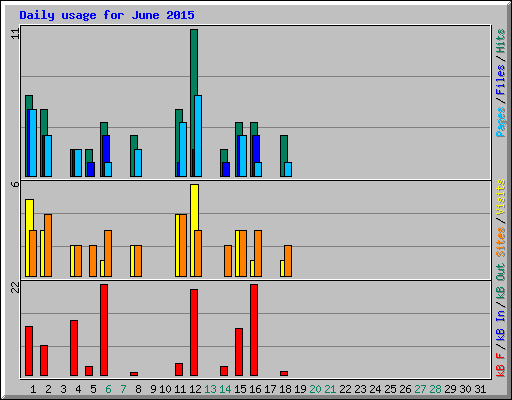 Daily usage for June 2015
11
Pages / Files / Hits
6
Sites / Visits
22
kB F / kB In / kB Out
1 2 3 4 5 6 7 8 9 10 11 12 13 14 15 16 17 18 19 20 21 22 23 24 25 26 27 28 29 30 31